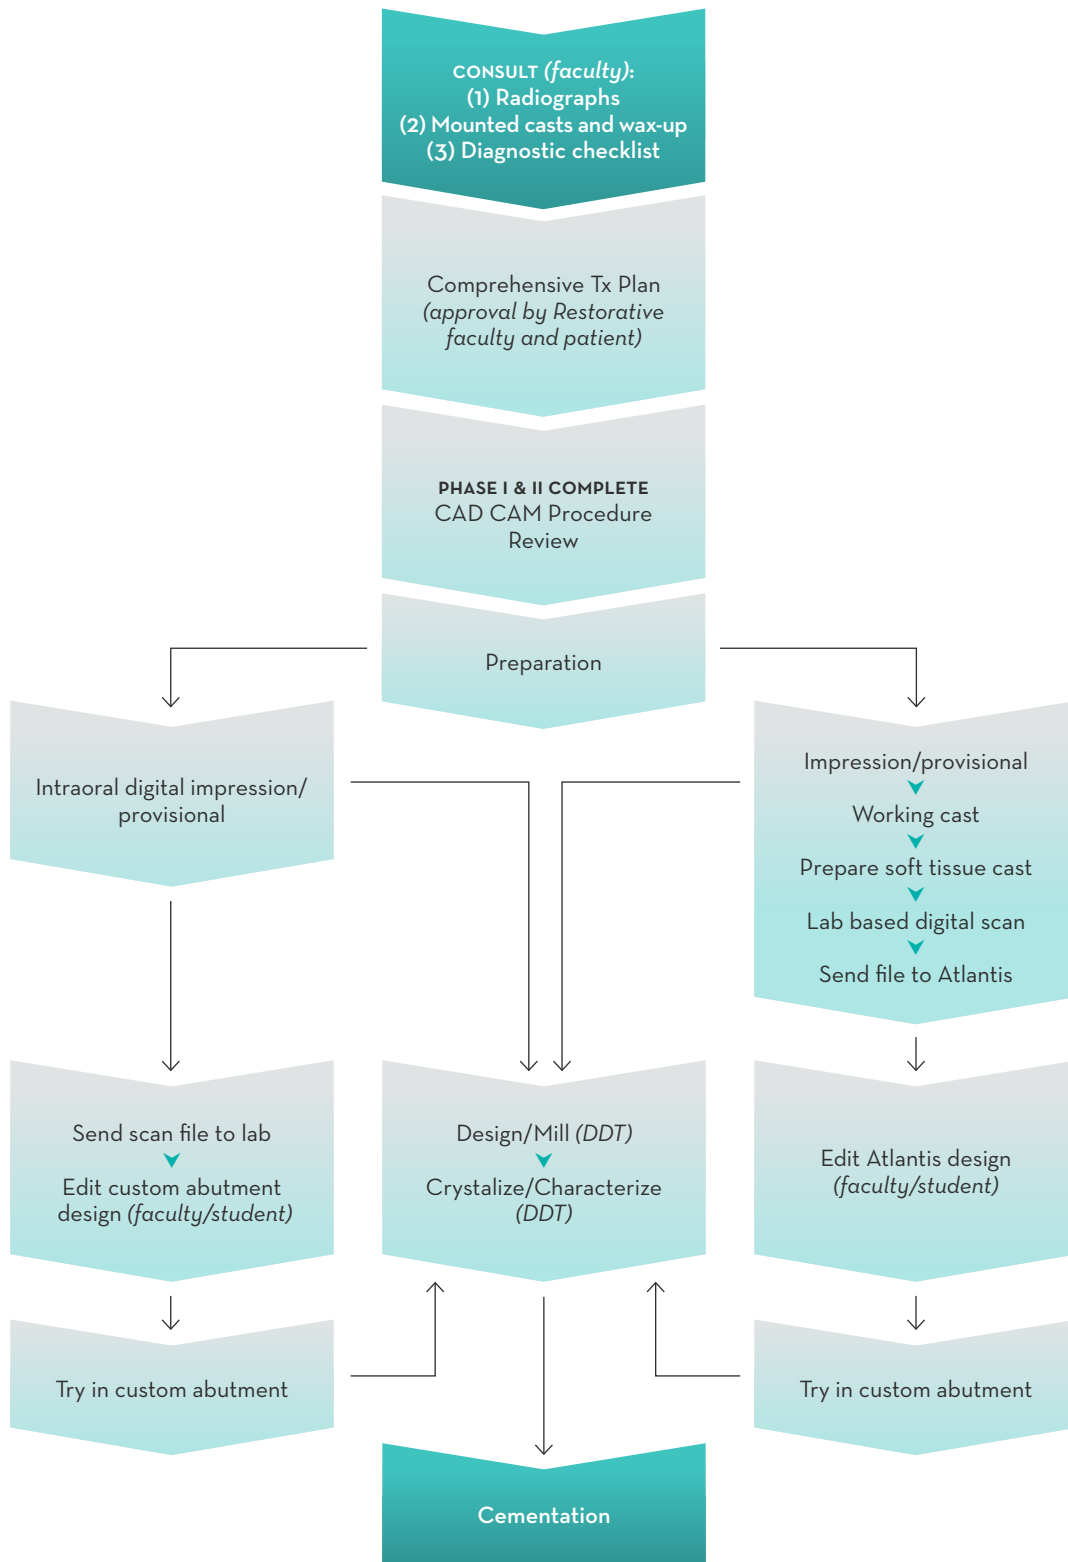 CONSULT (faculty):
(1) Radiographs
(2) Mounted casts and wax-up
(3) Diagnostic checklist
Comprehensive Tx Plan
(approval by Restorative
faculty and patient)
PHASE I & II COMPLETE
CAD CAM Procedure
Review
Preparation
Intraoral digital impression/
provisional
Impression/provisional
Working cast
Prepare soft tissue cast
Lab based digital scan
Send file to Atlantis
Send scan file to lab
Edit custom abutment
design (faculty/student)
Design/Mill (DDT)
Crystalize/Characterize
(DDT)
Edit Atlantis design
(faculty/student)
Try in custom abutment
Try in custom abutment
Cementation